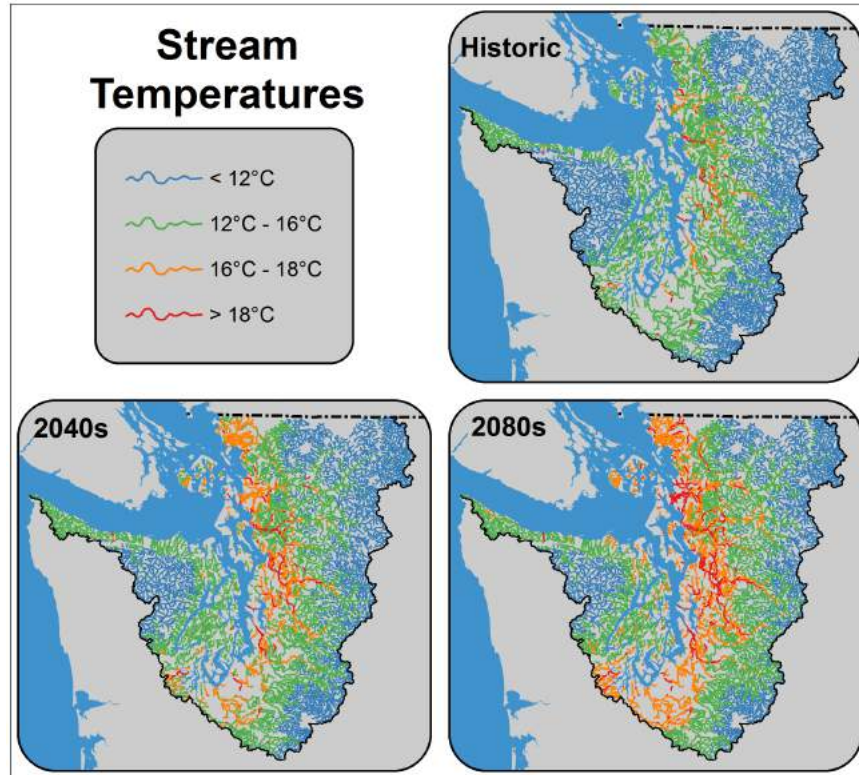 Stream
Temperatures
< 12°C
12°C - 16°C
16°C - 18°C
> 18°C
Historic
2040s
2080s